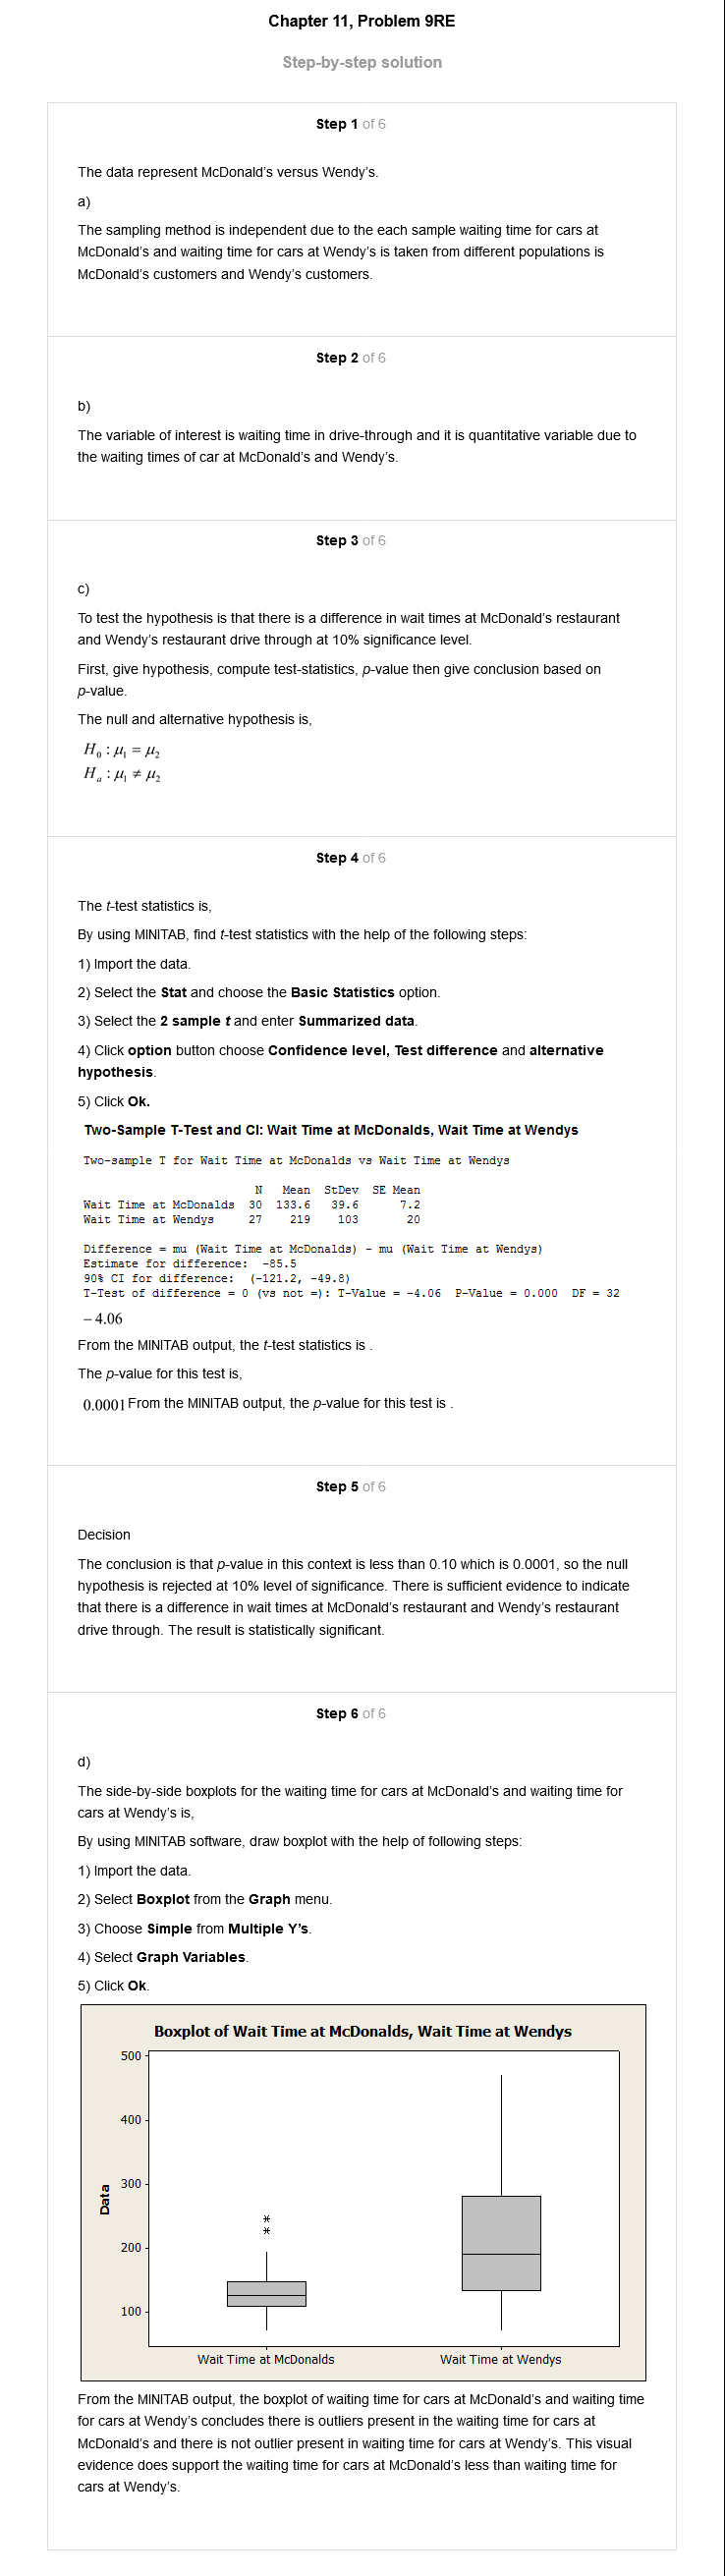 Chapter 11, Problem 9RE
Step-by-step solution
Step 1 of 6
The data represent McDonald's versus Wendy's.
a)
The sampling method is independent due to the each sample waiting time for cars at
McDonald's and waiting time for cars at Wendy's is taken from different populations is
McDonald's customers and Wendy's customers.
Step 2 of 6
b)
The variable of interest is waiting time in drive-through and it is quantitative variable due to
the waiting times of car at McDonald's and Wendy's.
Step 3 of 6
c)
To test the hypothesis is that there is a difference in wait times at McDonald's restaurant
and Wendy's restaurant drive through at 10% significance level.
First, give hypothesis, compute test-statistics, p-value then give conclusion based on
p-value.
The null and alternative hypothesis is,
H₀ : μ₁ = μ₂
Hₐ : μ₁ ≠ μ₂
Step 4 of 6
The t-test statistics is,
By using MINITAB, find t-test statistics with the help of the following steps:
1) Import the data.
2) Select the Stat and choose the Basic Statistics option.
3) Select the 2 sample t and enter Summarized data.
4) Click option button choose Confidence level, Test difference and alternative
hypothesis.
5) Click Ok.
Two-Sample T-Test and CI: Wait Time at McDonalds, Wait Time at Wendys
Two-sample T for Wait Time at McDonalds vs Wait Time at Wendys
N Mean StDev SE Mean
Wait Time at McDonalds 30 133.6 39.6 7.2
Wait Time at Wendys 27 219 103 20
Difference = mu (Wait Time at McDonalds) - mu (Wait Time at Wendys)
Estimate for difference: -85.5
90% CI for difference: (-121.2, -49.8)
T-Test of difference = 0 (vs not =): T-Value = -4.06 P-Value = 0.000 DF = 32
− 4.06
From the MINITAB output, the t-test statistics is .
The p-value for this test is,
0.0001 From the MINITAB output, the p-value for this test is .
Step 5 of 6
Decision
The conclusion is that p-value in this context is less than 0.10 which is 0.0001, so the null
hypothesis is rejected at 10% level of significance. There is sufficient evidence to indicate
that there is a difference in wait times at McDonald's restaurant and Wendy's restaurant
drive through. The result is statistically significant.
Step 6 of 6
d)
The side-by-side boxplots for the waiting time for cars at McDonald's and waiting time for
cars at Wendy's is,
By using MINITAB software, draw boxplot with the help of following steps:
1) Import the data.
2) Select Boxplot from the Graph menu.
3) Choose Simple from Multiple Y's.
4) Select Graph Variables.
5) Click Ok.
Boxplot of Wait Time at McDonalds, Wait Time at Wendys
500
400
300
200
100
Data
Wait Time at McDonalds Wait Time at Wendys
From the MINITAB output, the boxplot of waiting time for cars at McDonald's and waiting time
for cars at Wendy's concludes there is outliers present in the waiting time for cars at
McDonald's and there is not outlier present in waiting time for cars at Wendy's. This visual
evidence does support the waiting time for cars at McDonald's less than waiting time for
cars at Wendy's.